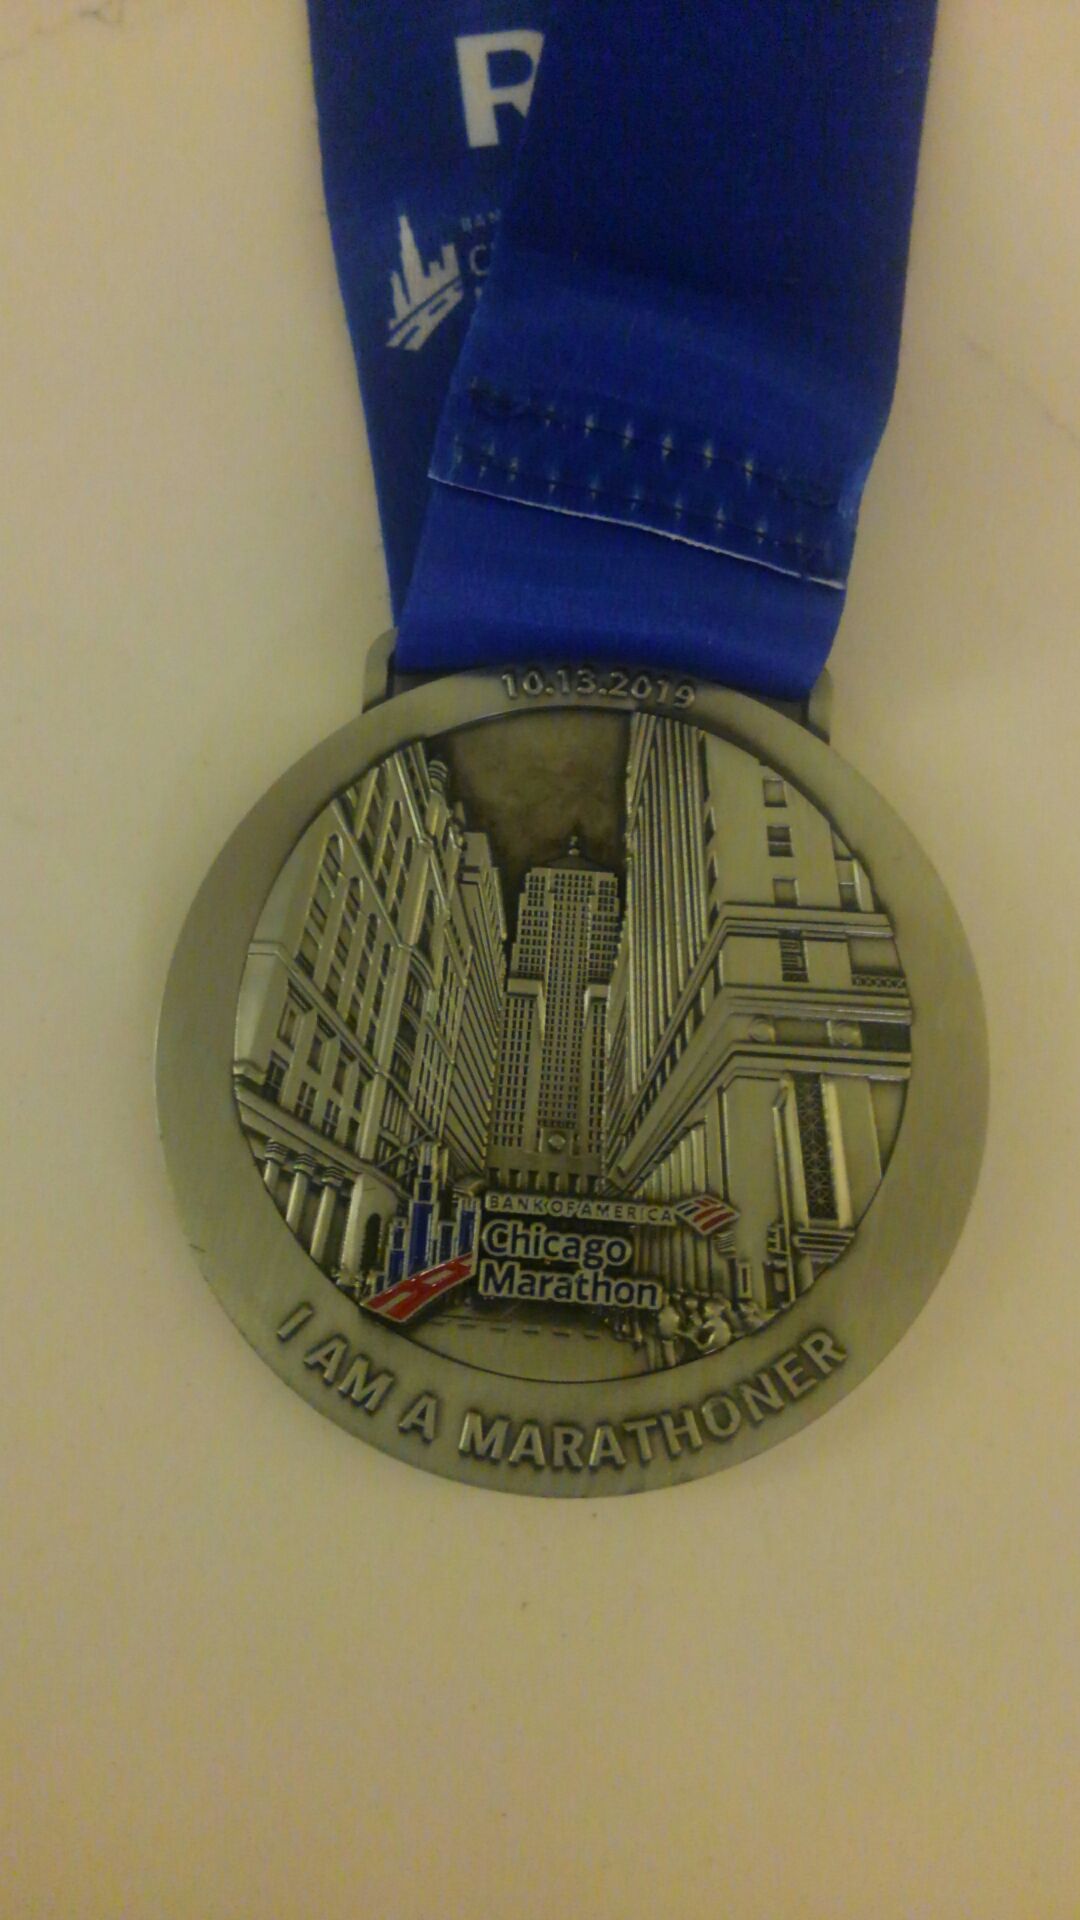 R
10.13.2019
BANK OF AMERICA
Chicago
Marathon
I AM A MARATHONER